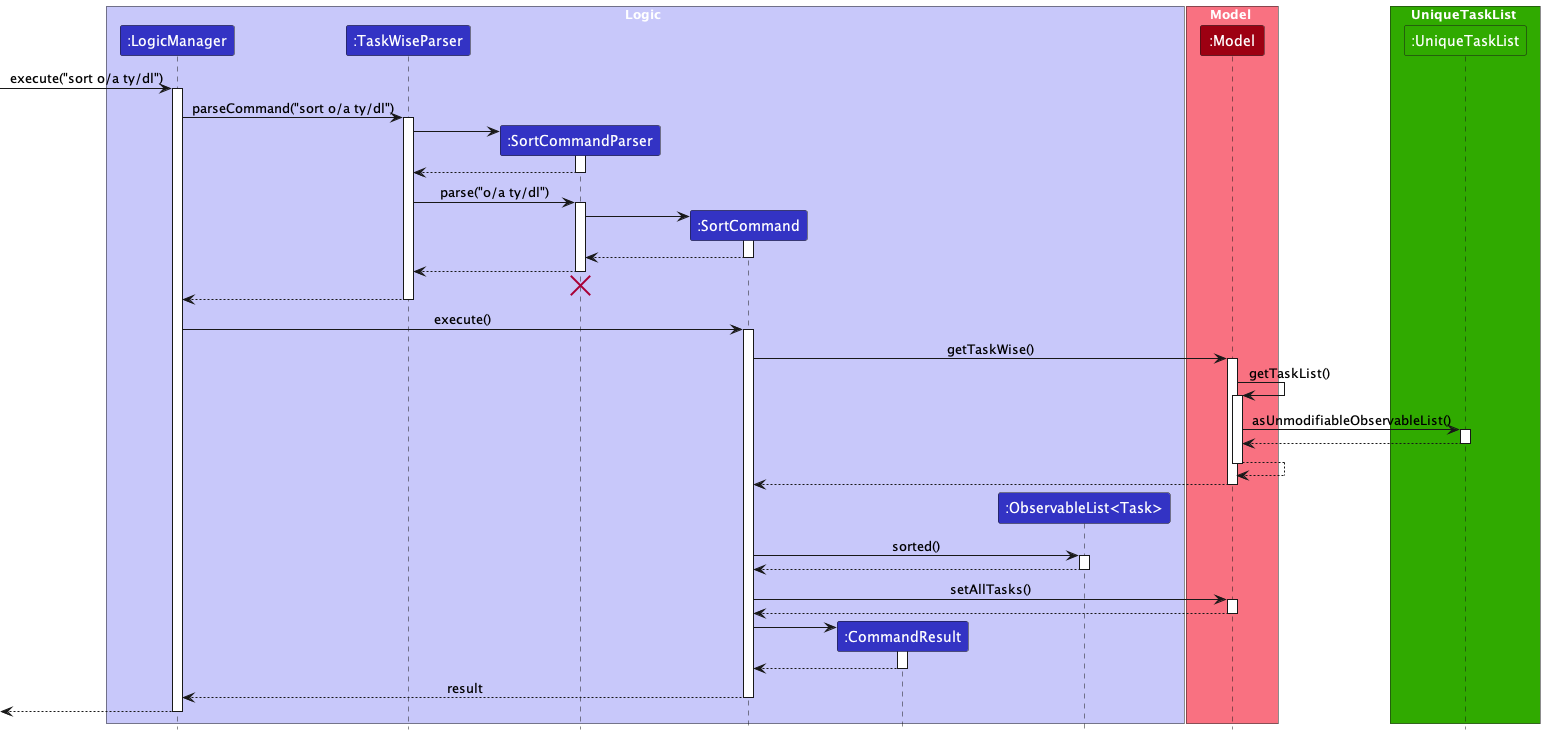 Logic
Model
UniqueTaskList
:LogicManager
:TaskWiseParser
:Model
:UniqueTaskList
execute("sort o/a ty/dl")
parseCommand("sort o/a ty/dl")
:SortCommandParser
parse("o/a ty/dl")
:SortCommand
execute()
getTaskWise()
getTaskList()
asUnmodifiableObservableList()
:ObservableList<Task>
sorted()
setAllTasks()
:CommandResult
result